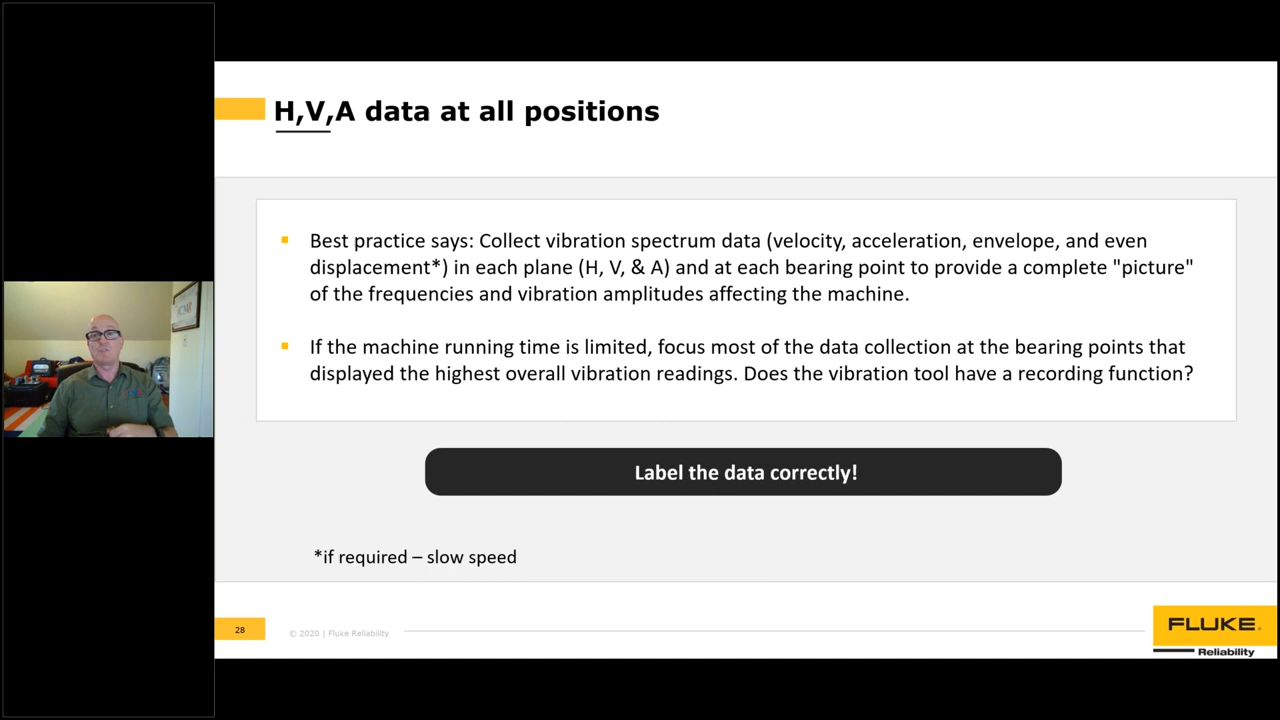 H,V,A data at all positions
Best practice says: Collect vibration spectrum data (velocity, acceleration, envelope, and even
displacement*) in each plane (H, V, & A) and at each bearing point to provide a complete "picture"
of the frequencies and vibration amplitudes affecting the machine.
If the machine running time is limited, focus most of the data collection at the bearing points that
displayed the highest overall vibration readings. Does the vibration tool have a recording function?
Label the data correctly!
*if required – slow speed
28
© 2020 | Fluke Reliability
FLUKE®
Reliability